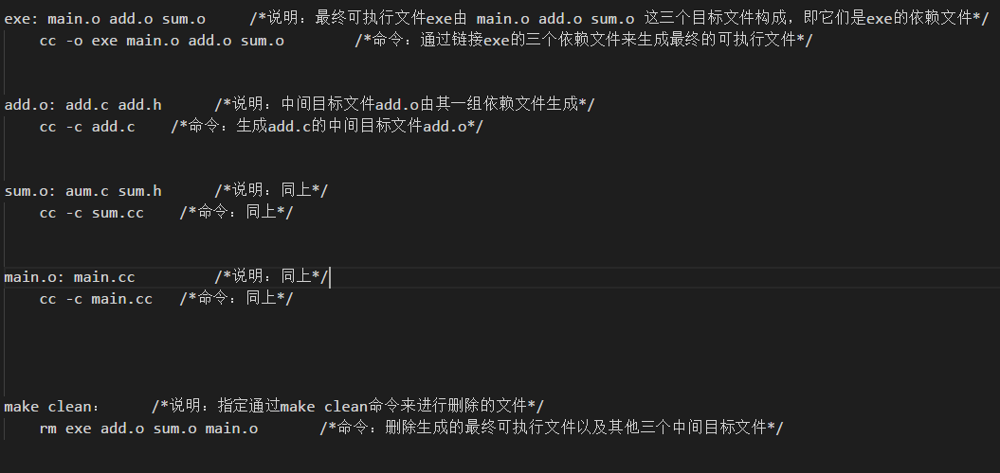 exe: main.o add.o sum.o     /*说明：最终可执行文件exe由 main.o add.o sum.o 这三个目标文件构成，即它们是exe的依赖文件*/
    cc -o exe main.o add.o sum.o        /*命令：通过链接exe的三个依赖文件来生成最终的可执行文件*/
add.o: add.c add.h      /*说明：中间目标文件add.o由其一组依赖文件生成*/
    cc -c add.c    /*命令：生成add.c的中间目标文件add.o*/
sum.o: aum.c sum.h      /*说明：同上*/
    cc -c sum.cc    /*命令：同上*/
main.o: main.cc         /*说明：同上*/
    cc -c main.cc   /*命令：同上*/
make clean：      /*说明：指定通过make clean命令来进行删除的文件*/
    rm exe add.o sum.o main.o       /*命令：删除生成的最终可执行文件以及其他三个中间目标文件*/